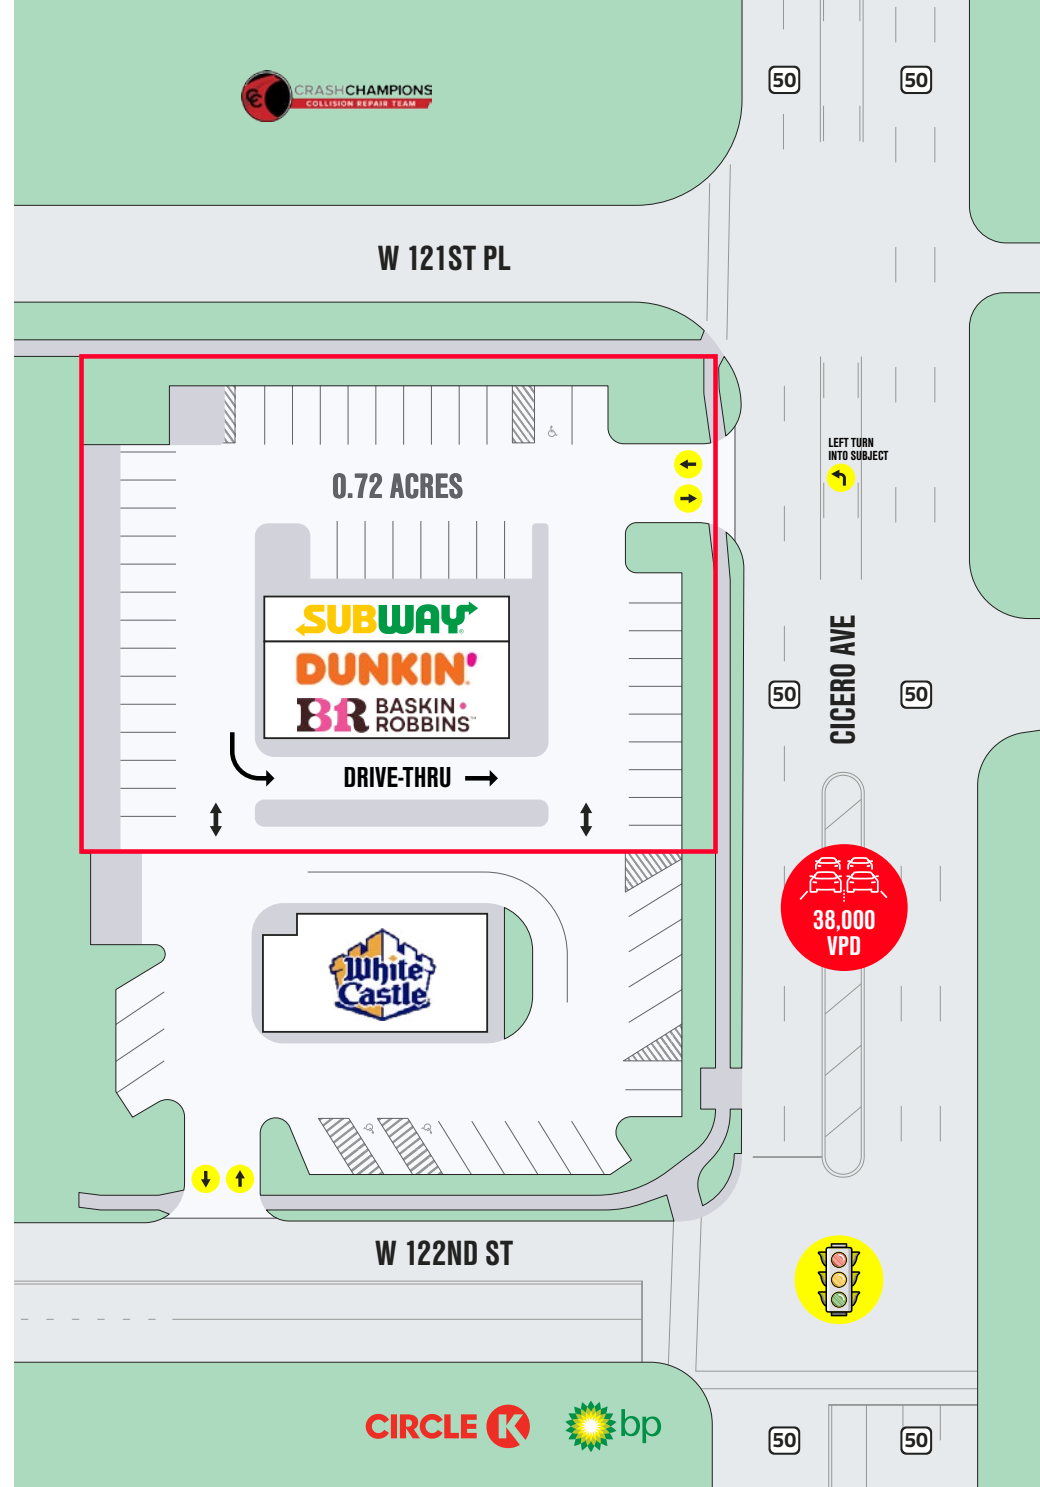 50
50
CRASHCHAMPIONS
COLLISION REPAIR TEAM
W 121ST PL
LEFT TURN
INTO SUBJECT
0.72 ACRES
SUBWAY®
DUNKIN'
BR BASKIN
ROBBINS™
CICERO AVE
50
50
DRIVE-THRU
38,000
VPD
White
Castle
W 122ND ST
CIRCLE K
bp
50
50